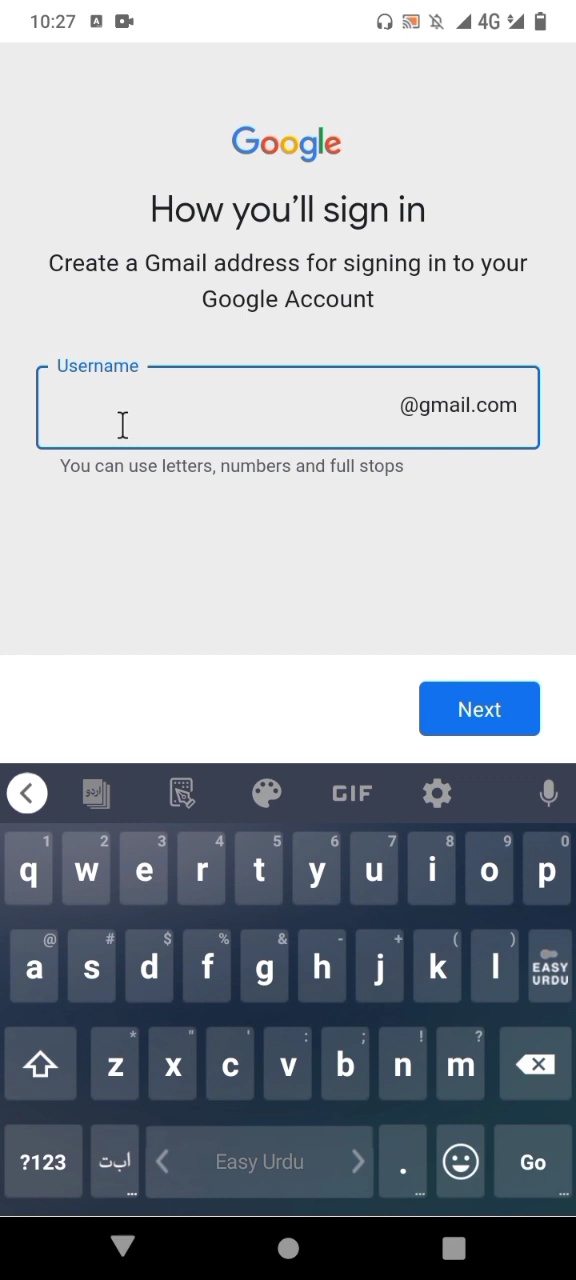 10:27 A 4G
Google
How you'll sign in
Create a Gmail address for signing in to your
Google Account
Username
@gmail.com
You can use letters, numbers and full stops
Next
اردو GIF
1 2 3 4 5 6 7 8 9 0
q w e r t y u i o p
@ # $ % & - + ( )
a s d f g h j k l EASY URDU
* " ' : ; ! ?
z x c v b n m
?123 ا ب ت Easy Urdu . Go